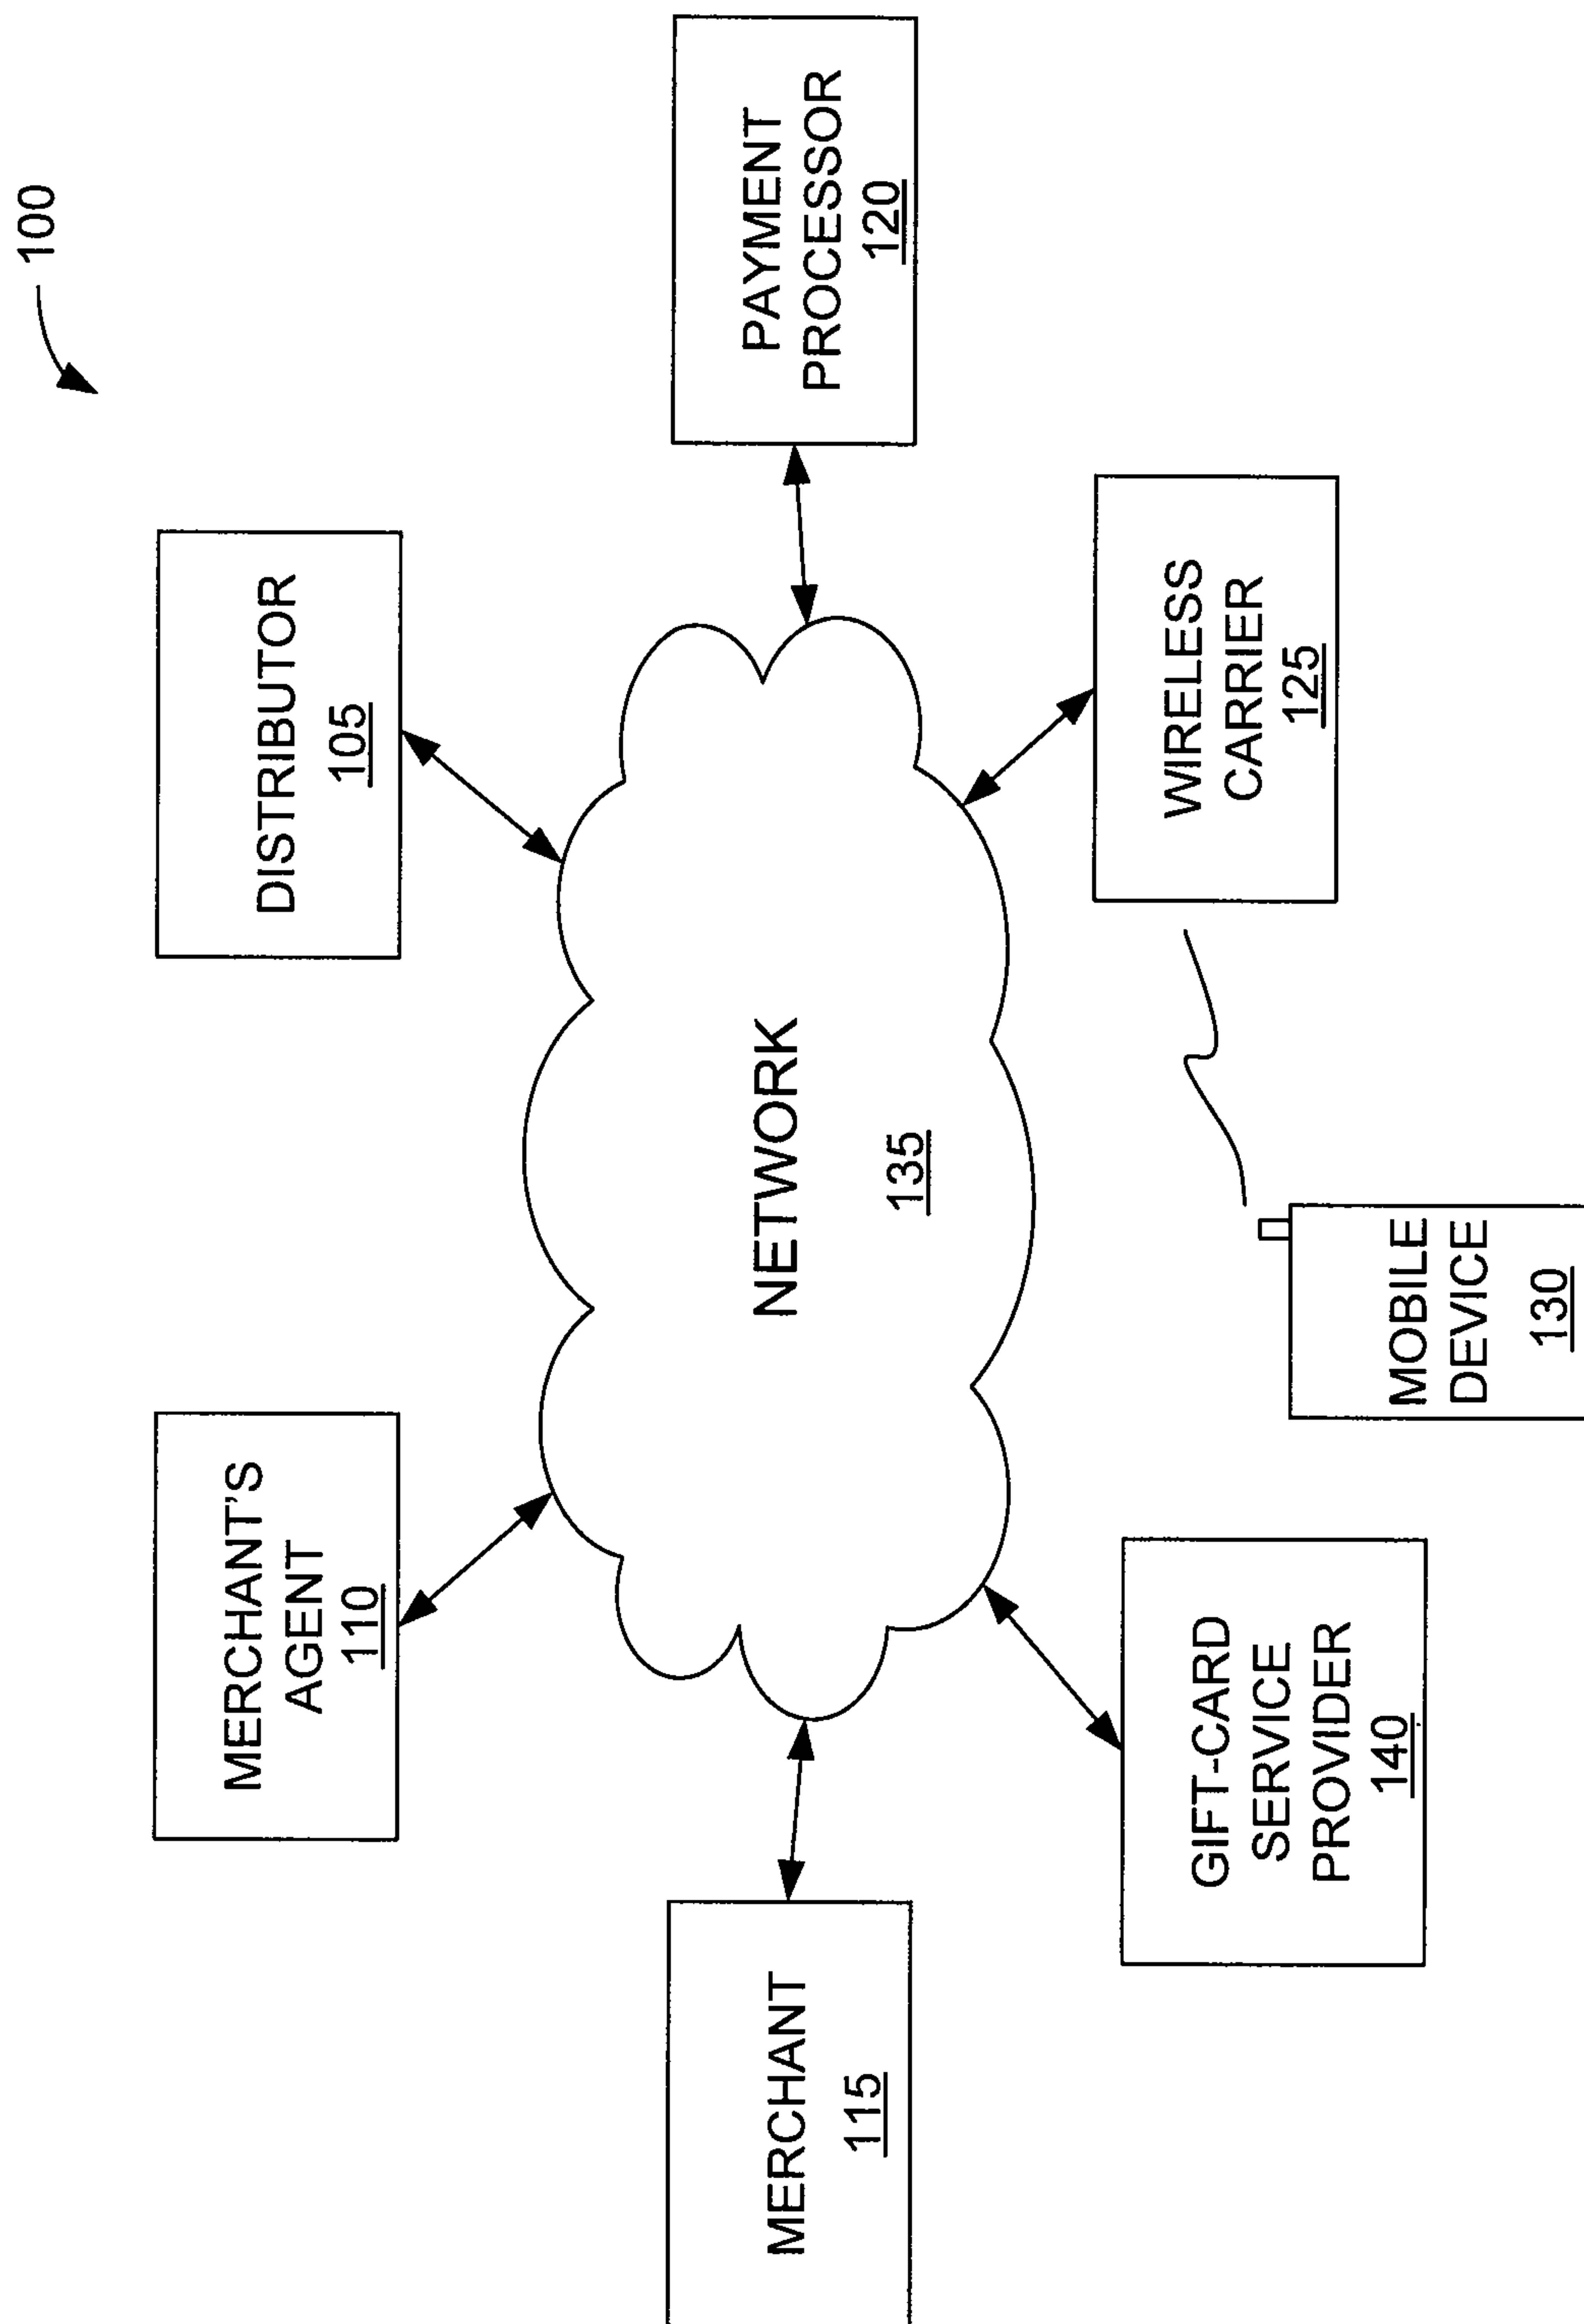 100
MERCHANT'S
AGENT
110
DISTRIBUTOR
105
MERCHANT
115
NETWORK
135
PAYMENT
PROCESSOR
120
GIFT-CARD
SERVICE
PROVIDER
140
WIRELESS
CARRIER
125
MOBILE
DEVICE
130